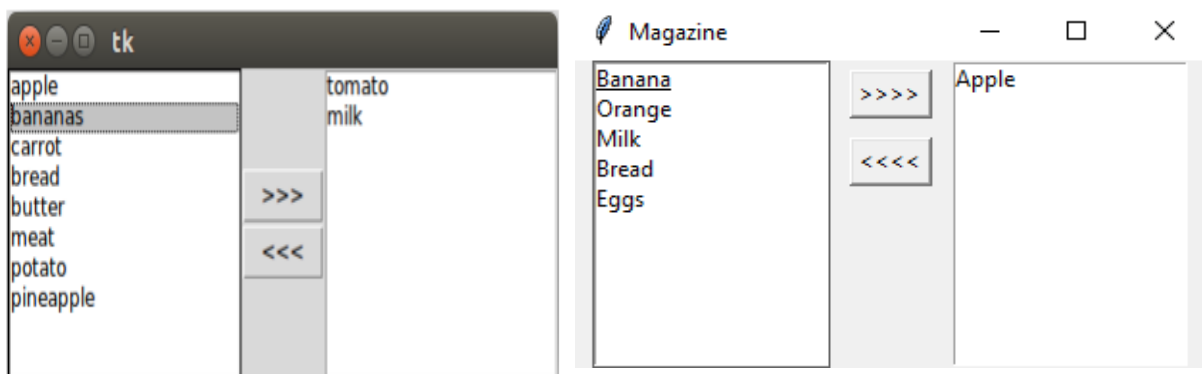 tk
apple
bananas
carrot
bread
butter
meat
potato
pineapple
>>>
<<<
tomato
milk
Magazine
Banana
Orange
Milk
Bread
Eggs
>>>>
<<<<
Apple